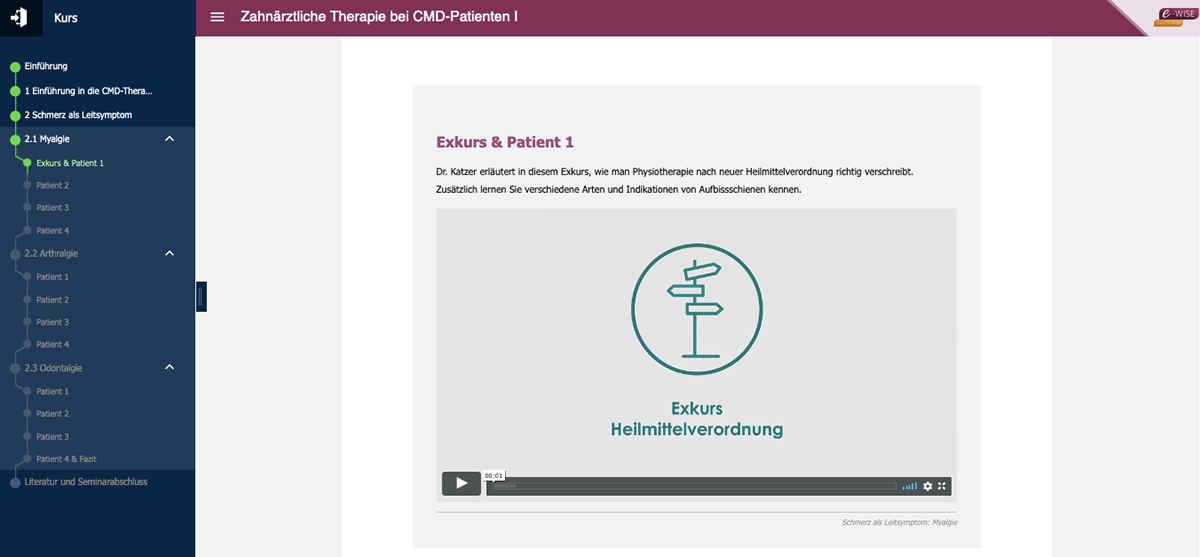 Kurs
Zahnärztliche Therapie bei CMD-Patienten I
e-WISE
Einführung
1 Einführung in die CMD-Thera...
2 Schmerz als Leitsymptom
2.1 Myalgie
Exkurs & Patient 1
Patient 2
Patient 3
Patient 4
2.2 Arthralgie
Patient 1
Patient 2
Patient 3
Patient 4
2.3 Odontalgie
Patient 1
Patient 2
Patient 3
Patient 4 & Fazit
Literatur und Seminarabschluss
Exkurs & Patient 1
Dr. Katzer erläutert in diesem Exkurs, wie man Physiotherapie nach neuer Heilmittelverordnung richtig verschreibt.
Zusätzlich lernen Sie verschiedene Arten und Indikationen von Aufbissschienen kennen.
Exkurs
Heilmittelverordnung
00:01
Schmerz als Leitsymptom: Myalgie